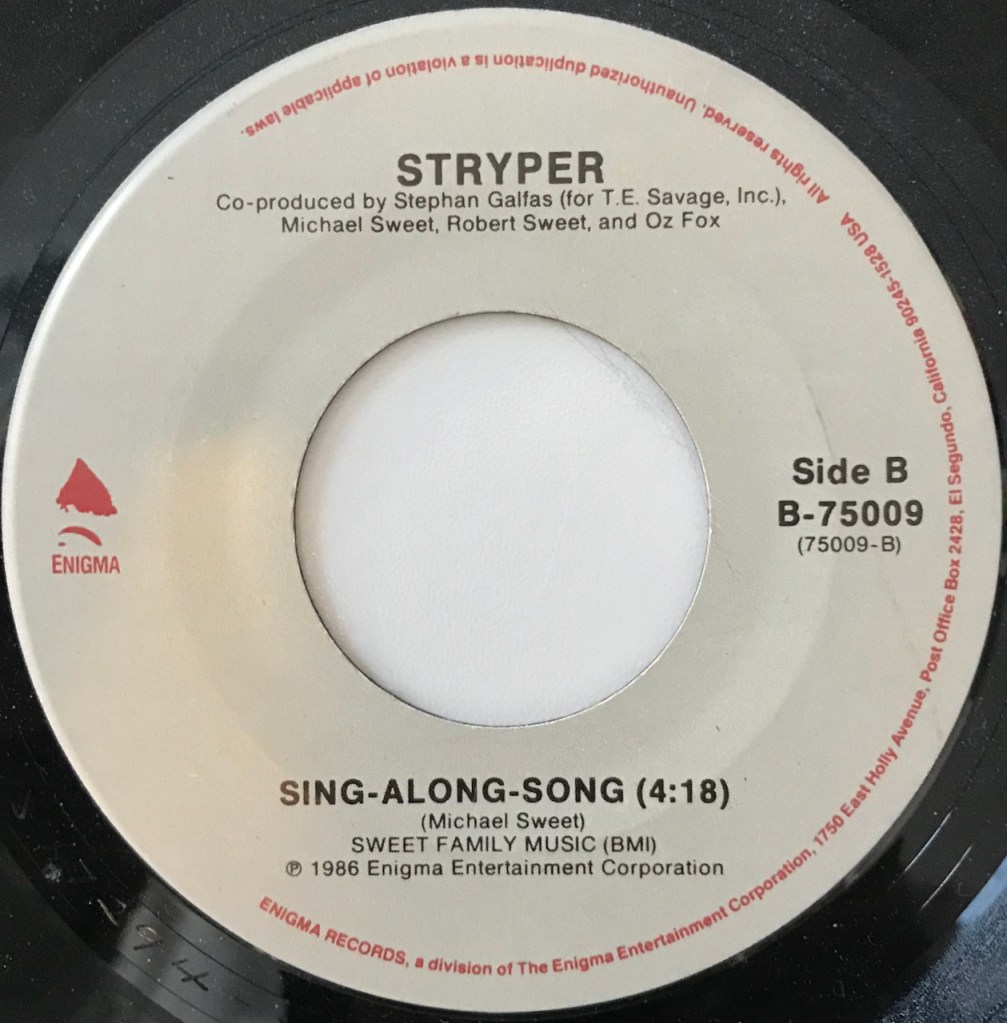 STRYPER
Co-produced by Stephan Galfas (for T.E. Savage, Inc.),
Michael Sweet, Robert Sweet, and Oz Fox
ENIGMA
Side B
B-75009
(75009-B)
SING-ALONG-SONG (4:18)
(Michael Sweet)
SWEET FAMILY MUSIC (BMI)
℗ 1986 Enigma Entertainment Corporation
ENIGMA RECORDS, a division of The Enigma Entertainment Corporation, 1750 East Holly Avenue, Post Office Box 2428, El Segundo, California 90245-1528 USA All rights reserved. Unauthorized duplication is a violation of applicable laws.
94